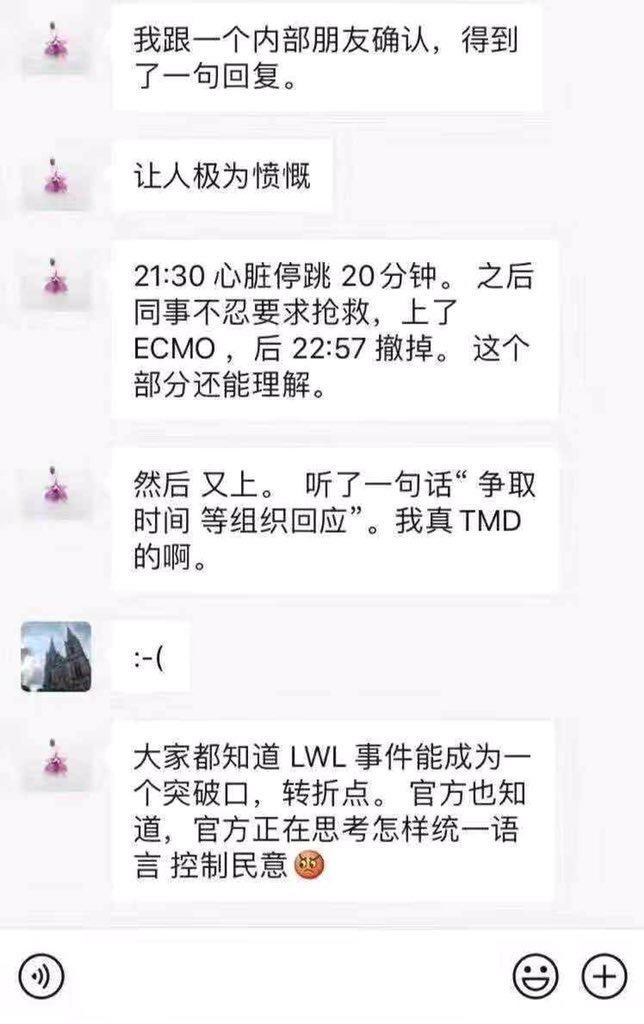 我跟一个内部朋友确认，得到
了一句回复。
让人极为愤慨
21:30 心脏停跳 20分钟。 之后
同事不忍要求抢救，上了
ECMO ，后 22:57 撤掉。 这个
部分还能理解。
然后 又上。 听了一句话“ 争取
时间 等组织回应”。我真TMD
的啊。
:-(
大家都知道 LWL 事件能成为一
个突破口，转折点。 官方也知
道，官方正在思考怎样统一语
言 控制民意😡